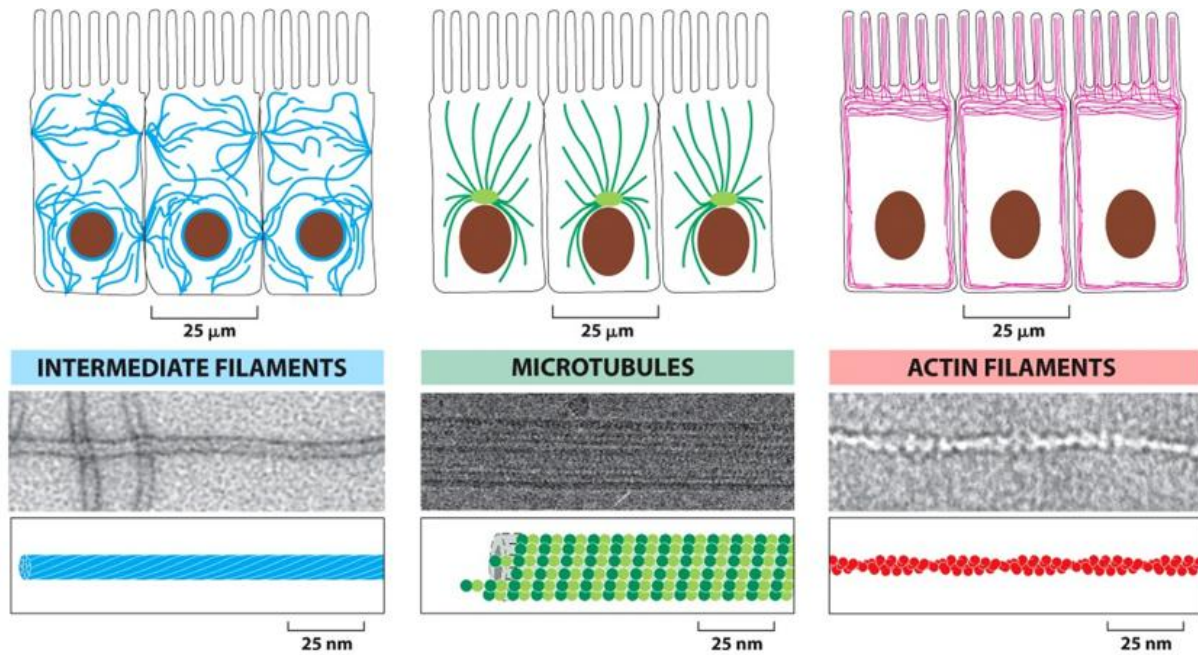 25 μm
25 μm
25 μm
INTERMEDIATE FILAMENTS
MICROTUBULES
ACTIN FILAMENTS
25 nm
25 nm
25 nm